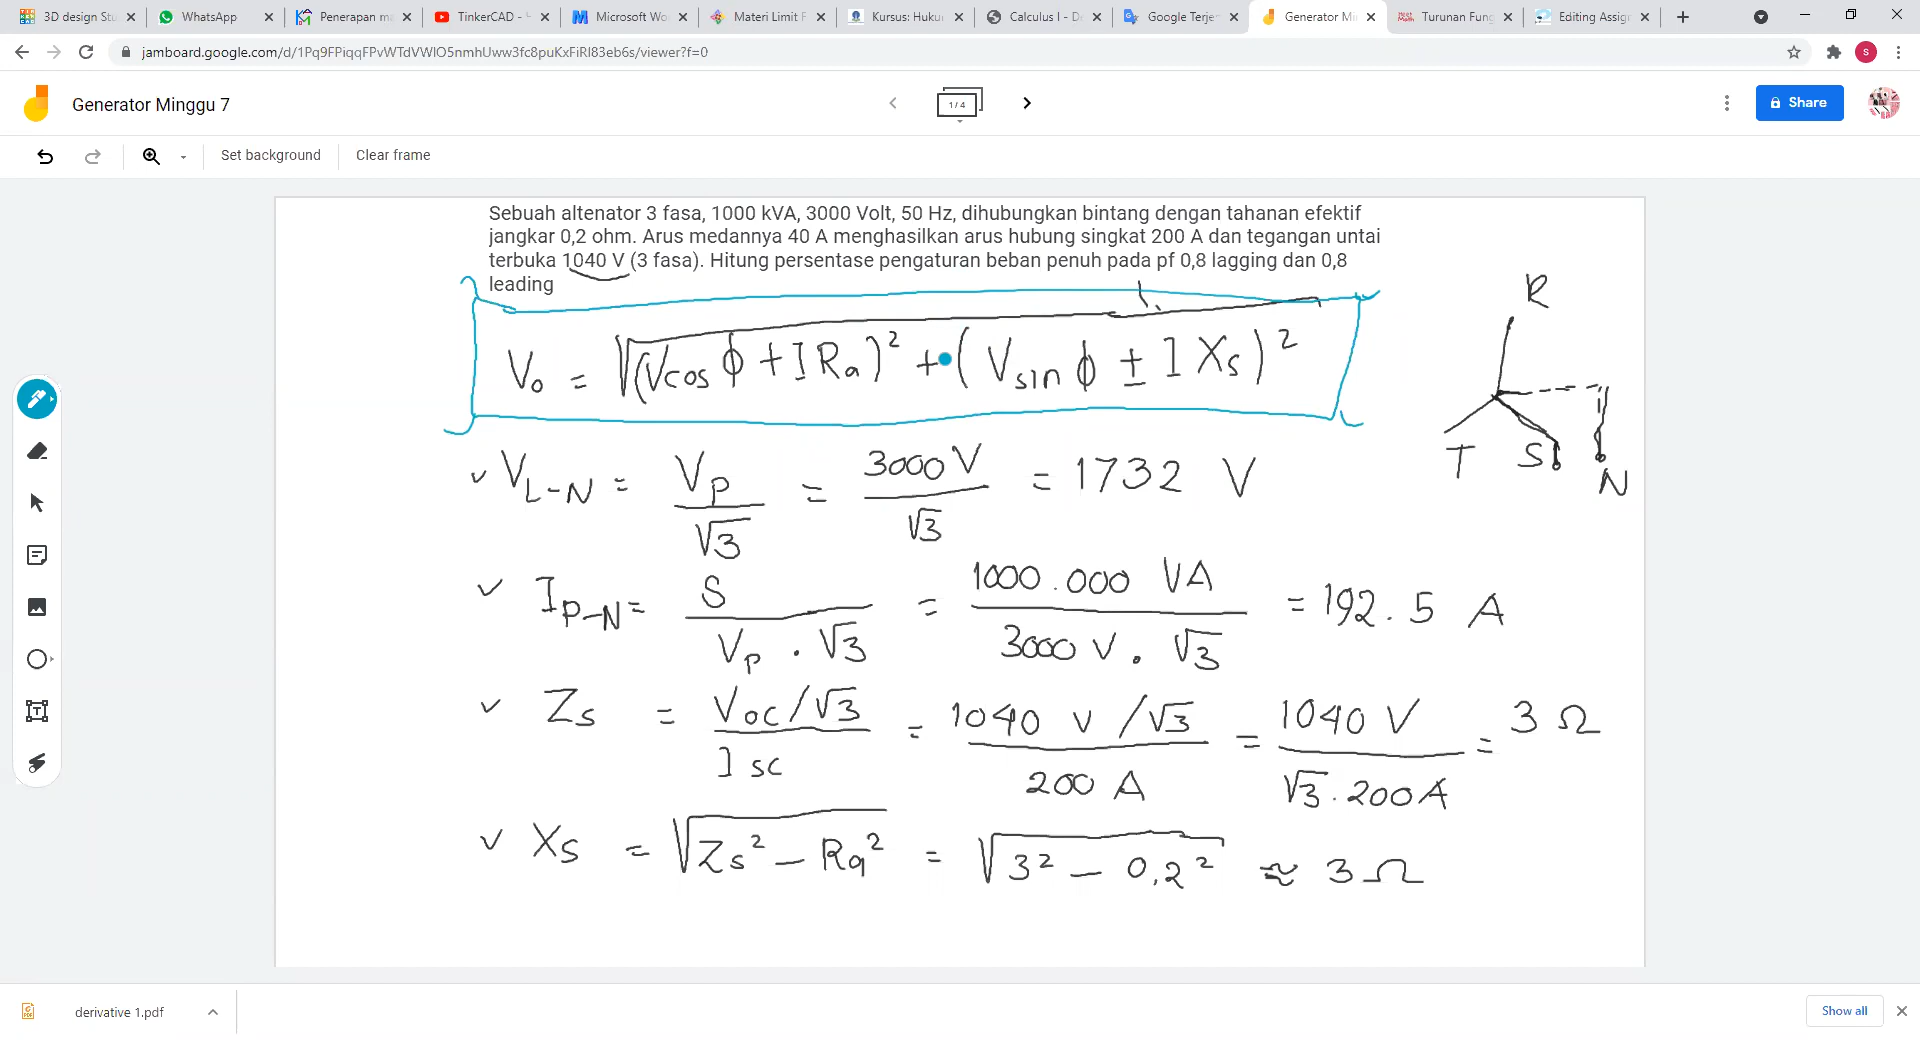 3D design Stu
WhatsApp
Penerapan ma
TinkerCAD -
Microsoft Wo
Materi Limit F
Kursus: Huku
Calculus I - D
Google Terje
Generator Mi
Turunan Fung
Editing Assig
jamboard.google.com/d/1Pq9FPiqqFPvWTdVWlO5nmhUww3fc8puKxFiRI83eb6s/viewer?f=0
S
Generator Minggu 7
1 / 4
Share
Set background
Clear frame
Sebuah altenator 3 fasa, 1000 kVA, 3000 Volt, 50 Hz, dihubungkan bintang dengan tahanan efektif
jangkar 0,2 ohm. Arus medannya 40 A menghasilkan arus hubung singkat 200 A dan tegangan untai
terbuka 1040 V (3 fasa). Hitung persentase pengaturan beban penuh pada pf 0,8 lagging dan 0,8
leading
V₀ = √(V cos ϕ + I Ra)² + (V sin ϕ ± I Xs)²
R
T S N
✓ V L-N = Vp/√3 = 3000 V/√3 = 1732 V
✓ I P-N = S/(Vp . √3) = 1000.000 VA/(3000 V . √3) = 192.5 A
✓ Zs = (Voc/√3)/I sc = (1040 V/√3)/200 A = 1040 V/(√3 . 200 A) = 3 Ω
✓ Xs = √Zs² - Ra² = √3² - 0,2² ≈ 3 Ω
derivative 1.pdf
Show all